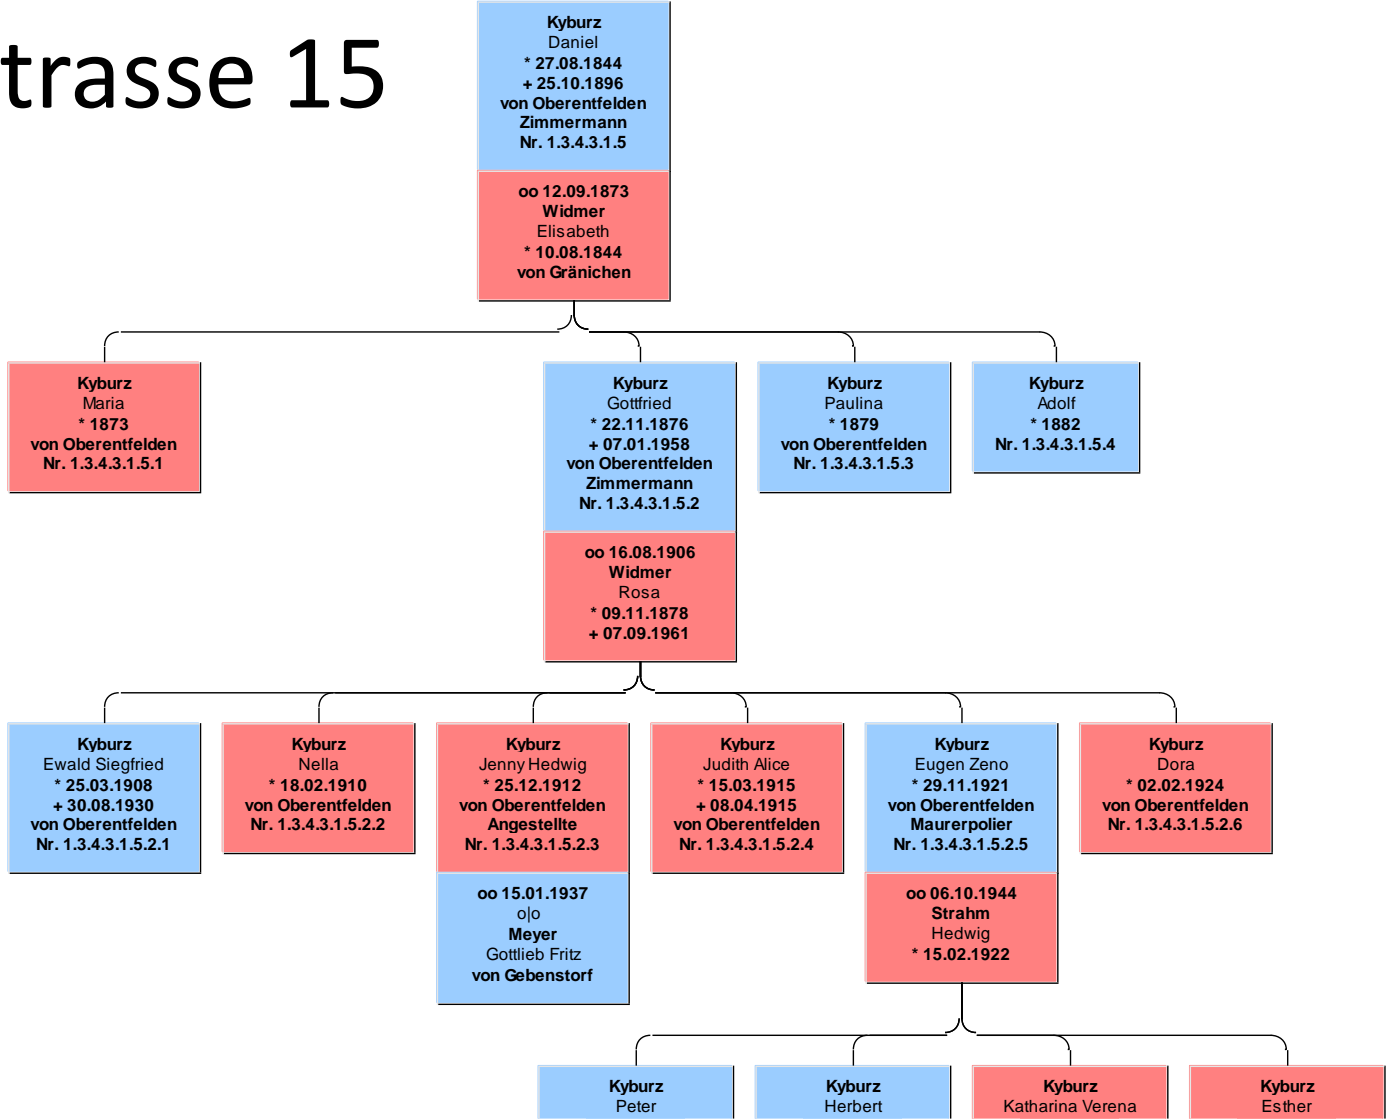 trasse 15
Kyburz
Daniel
* 27.08.1844
+ 25.10.1896
von Oberentfelden
Zimmermann
Nr. 1.3.4.3.1.5
oo 12.09.1873
Widmer
Elisabeth
* 10.08.1844
von Gränichen
Kyburz
Maria
* 1873
von Oberentfelden
Nr. 1.3.4.3.1.5.1
Kyburz
Gottfried
* 22.11.1876
+ 07.01.1958
von Oberentfelden
Zimmermann
Nr. 1.3.4.3.1.5.2
oo 16.08.1906
Widmer
Rosa
* 09.11.1878
+ 07.09.1961
Kyburz
Paulina
* 1879
von Oberentfelden
Nr. 1.3.4.3.1.5.3
Kyburz
Adolf
* 1882
Nr. 1.3.4.3.1.5.4
Kyburz
Ewald Siegfried
* 25.03.1908
+ 30.08.1930
von Oberentfelden
Nr. 1.3.4.3.1.5.2.1
Kyburz
Nella
* 18.02.1910
von Oberentfelden
Nr. 1.3.4.3.1.5.2.2
Kyburz
Jenny Hedwig
* 25.12.1912
von Oberentfelden
Angestellte
Nr. 1.3.4.3.1.5.2.3
oo 15.01.1937
o|o
Meyer
Gottlieb Fritz
von Gebenstorf
Kyburz
Judith Alice
* 15.03.1915
+ 08.04.1915
von Oberentfelden
Nr. 1.3.4.3.1.5.2.4
Kyburz
Eugen Zeno
* 29.11.1921
von Oberentfelden
Maurerpolier
Nr. 1.3.4.3.1.5.2.5
oo 06.10.1944
Strahm
Hedwig
* 15.02.1922
Kyburz
Dora
* 02.02.1924
von Oberentfelden
Nr. 1.3.4.3.1.5.2.6
Kyburz
Peter
Kyburz
Herbert
Kyburz
Katharina Verena
Kyburz
Esther